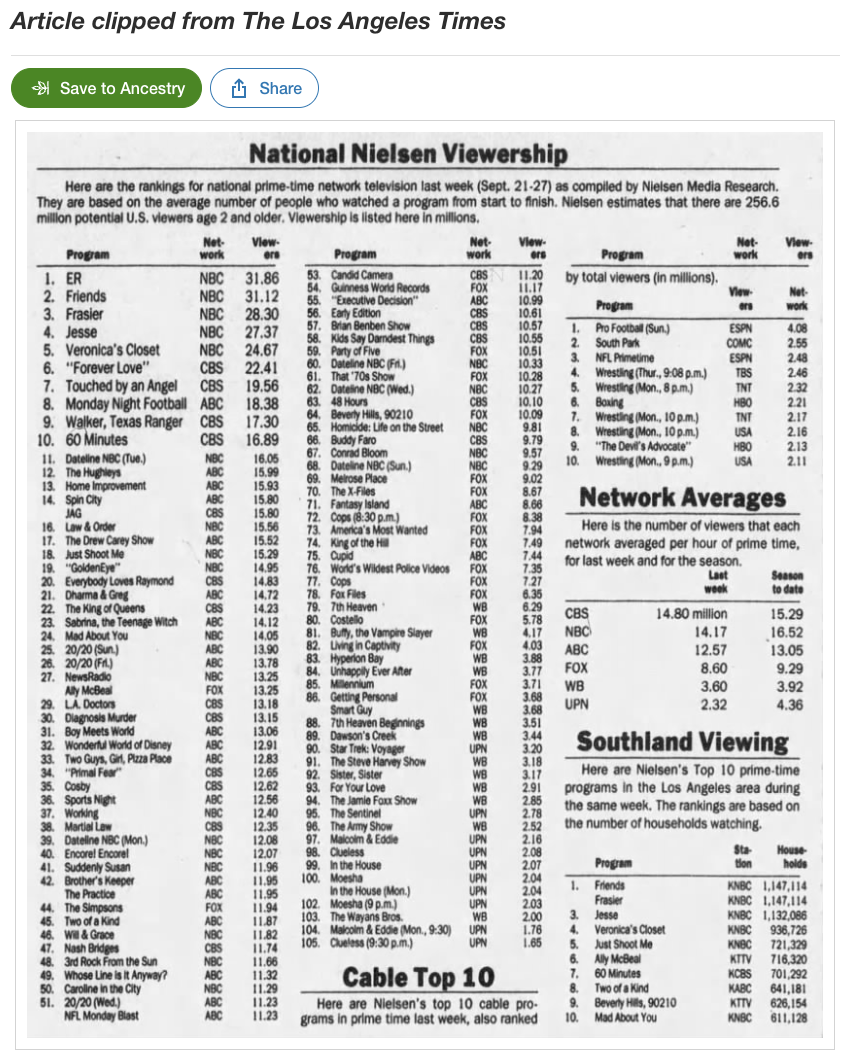 Article clipped from The Los Angeles Times
Save to Ancestry
Share
National Nielsen Viewership
Here are the rankings for national prime-time network television last week (Sept. 21-27) as compiled by Nielsen Media Research.
They are based on the average number of people who watched a program from start to finish. Nielsen estimates that there are 256.6
million potential U.S. viewers age 2 and older. Viewership is listed here in millions.
Net- View-
Program work ers
1. ER NBC 31.86
2. Friends NBC 31.12
3. Frasier NBC 28.30
4. Jesse NBC 27.37
5. Veronica's Closet NBC 24.67
6. "Forever Love" CBS 22.41
7. Touched by an Angel CBS 19.56
8. Monday Night Football ABC 18.38
9. Walker, Texas Ranger CBS 17.30
10. 60 Minutes CBS 16.89
11. Dateline NBC (Tue.) NBC 16.05
12. The Hughleys ABC 15.99
13. Home Improvement ABC 15.93
14. Spin City ABC 15.80
JAG CBS 15.80
16. Law & Order NBC 15.56
17. The Drew Carey Show ABC 15.52
18. Just Shoot Me NBC 15.29
19. "GoldenEye" NBC 14.95
20. Everybody Loves Raymond CBS 14.83
21. Dharma & Greg ABC 14.72
22. The King of Queens CBS 14.23
23. Sabrina, the Teenage Witch ABC 14.12
24. Mad About You NBC 14.05
25. 20/20 (Sun.) ABC 13.90
26. 20/20 (Fri.) ABC 13.78
27. NewsRadio NBC 13.25
Ally McBeal FOX 13.25
29. L.A. Doctors CBS 13.18
30. Diagnosis Murder CBS 13.15
31. Boy Meets World ABC 13.06
32. Wonderful World of Disney ABC 12.91
33. Two Guys, Girl, Pizza Place ABC 12.83
34. "Primal Fear" CBS 12.65
35. Cosby CBS 12.62
36. Sports Night ABC 12.56
37. Working NBC 12.40
38. Martial Law CBS 12.35
39. Dateline NBC (Mon.) NBC 12.08
40. Encore! Encore! NBC 12.07
41. Suddenly Susan NBC 11.96
42. Brother's Keeper ABC 11.95
The Practice ABC 11.95
44. The Simpsons FOX 11.94
45. Two of a Kind ABC 11.87
46. Will & Grace NBC 11.82
47. Nash Bridges CBS 11.74
48. 3rd Rock From the Sun NBC 11.66
49. Whose Line Is It Anyway? ABC 11.32
50. Caroline in the City NBC 11.29
51. 20/20 (Wed.) ABC 11.23
NFL Monday Blast ABC 11.23
Net- View-
Program work ers
53. Candid Camera CBS 11.20
54. Guinness World Records FOX 11.17
55. "Executive Decision" ABC 10.99
56. Early Edition CBS 10.61
57. Brian Benben Show CBS 10.57
58. Kids Say Darndest Things CBS 10.55
59. Party of Five FOX 10.51
60. Dateline NBC (Fri.) NBC 10.33
61. That '70s Show FOX 10.28
62. Dateline NBC (Wed.) NBC 10.27
63. 48 Hours CBS 10.10
64. Beverly Hills, 90210 FOX 10.09
65. Homicide: Life on the Street NBC 9.81
66. Buddy Faro CBS 9.79
67. Conrad Bloom NBC 9.57
68. Dateline NBC (Sun.) NBC 9.29
69. Melrose Place FOX 9.02
70. The X-Files FOX 8.67
71. Fantasy Island ABC 8.66
72. Cops (8:30 p.m.) FOX 8.38
73. America's Most Wanted FOX 7.94
74. King of the Hill FOX 7.49
75. Cupid ABC 7.44
76. World's Wildest Police Videos FOX 7.35
77. Cops FOX 7.27
78. Fox Files FOX 6.35
79. 7th Heaven WB 6.29
80. Costello FOX 5.78
81. Buffy, the Vampire Slayer WB 4.17
82. Living in Captivity FOX 4.03
83. Hyperion Bay WB 3.88
84. Unhappily Ever After WB 3.77
85. Millennium FOX 3.71
86. Getting Personal FOX 3.68
Smart Guy WB 3.68
88. 7th Heaven Beginnings WB 3.51
89. Dawson's Creek WB 3.44
90. Star Trek: Voyager UPN 3.20
91. The Steve Harvey Show WB 3.18
92. Sister, Sister WB 3.17
93. For Your Love WB 2.91
94. The Jamie Foxx Show WB 2.85
95. The Sentinel UPN 2.78
96. The Army Show WB 2.52
97. Malcolm & Eddie UPN 2.16
98. Clueless UPN 2.08
99. In the House UPN 2.07
100. Moesha UPN 2.04
In the House (Mon.) UPN 2.04
102. Moesha (9 p.m.) UPN 2.03
103. The Wayans Bros. WB 2.00
104. Malcolm & Eddie (Mon., 9:30) UPN 1.76
105. Clueless (9:30 p.m.) UPN 1.65
Cable Top 10
Here are Nielsen's top 10 cable pro-
grams in prime time last week, also ranked
Net- View-
Program work ers
by total viewers (in millions).
View- Net-
Program ers work
1. Pro Football (Sun.) ESPN 4.08
2. South Park COMC 2.55
3. NFL Primetime ESPN 2.48
4. Wrestling (Thur., 9:08 p.m.) TBS 2.46
5. Wrestling (Mon., 8 p.m.) TNT 2.32
6. Boxing HBO 2.21
7. Wrestling (Mon., 10 p.m.) TNT 2.17
8. Wrestling (Mon., 10 p.m.) USA 2.16
9. "The Devil's Advocate" HBO 2.13
10. Wrestling (Mon., 9 p.m.) USA 2.11
Network Averages
Here is the number of viewers that each
network averaged per hour of prime time,
for last week and for the season.
Last Season
week to date
CBS 14.80 million 15.29
NBC 14.17 16.52
ABC 12.57 13.05
FOX 8.60 9.29
WB 3.60 3.92
UPN 2.32 4.36
Southland Viewing
Here are Nielsen's Top 10 prime-time
programs in the Los Angeles area during
the same week. The rankings are based on
the number of households watching.
Sta- House-
Program tion holds
1. Friends KNBC 1,147,114
Frasier KNBC 1,147,114
3. Jesse KNBC 1,132,086
4. Veronica's Closet KNBC 936,726
5. Just Shoot Me KNBC 721,329
6. Ally McBeal KTTV 716,320
7. 60 Minutes KCBS 701,292
8. Two of a Kind KABC 641,181
9. Beverly Hills, 90210 KTTV 626,154
10. Mad About You KNBC 611,128